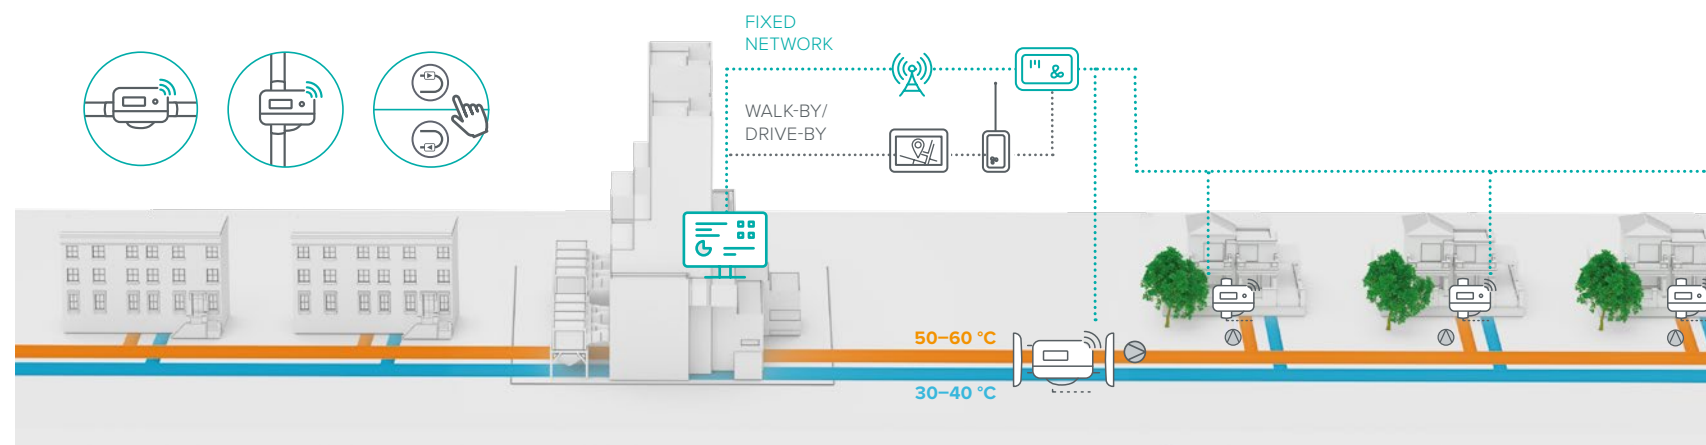 FIXED
NETWORK
WALK-BY/
DRIVE-BY
50–60 °C
30–40 °C